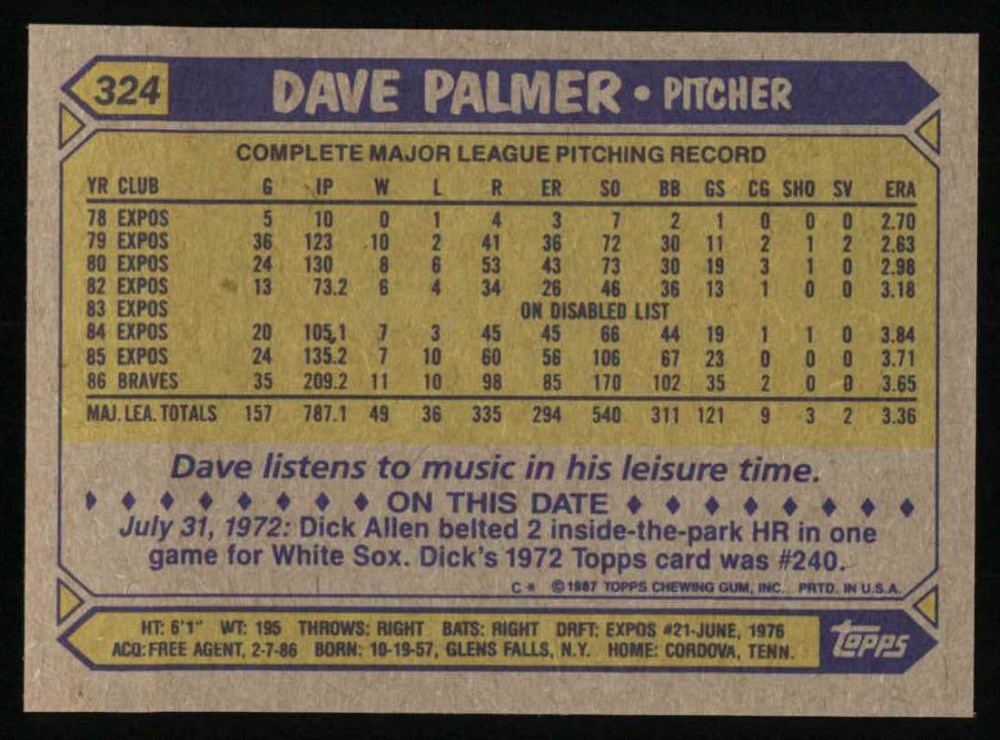 324 DAVE PALMER • PITCHER
COMPLETE MAJOR LEAGUE PITCHING RECORD
YR CLUB G IP W L R ER SO BB GS CG SHO SV ERA
78 EXPOS 5 10 0 1 4 3 7 2 1 0 0 0 2.70
79 EXPOS 36 123 10 2 41 36 72 30 11 2 1 2 2.63
80 EXPOS 24 130 8 6 53 43 73 30 19 3 1 0 2.98
82 EXPOS 13 73.2 6 4 34 26 46 36 13 1 0 0 3.18
83 EXPOS ON DISABLED LIST
84 EXPOS 20 105.1 7 3 45 45 66 44 19 1 1 0 3.84
85 EXPOS 24 135.2 7 10 60 56 106 67 23 0 0 0 3.71
86 BRAVES 35 209.2 11 10 98 85 170 102 35 2 0 0 3.65
MAJ. LEA. TOTALS 157 787.1 49 36 335 294 540 311 121 9 3 2 3.36
Dave listens to music in his leisure time.
ON THIS DATE
July 31, 1972: Dick Allen belted 2 inside-the-park HR in one
game for White Sox. Dick's 1972 Topps card was #240.
C* ©1987 TOPPS CHEWING GUM, INC. PRTD. IN U.S.A.
HT: 6'1" WT: 195 THROWS: RIGHT BATS: RIGHT DRFT: EXPOS #21-JUNE, 1976
ACQ: FREE AGENT, 2-7-86 BORN: 10-19-57, GLENS FALLS, N.Y. HOME: CORDOVA, TENN.
topps